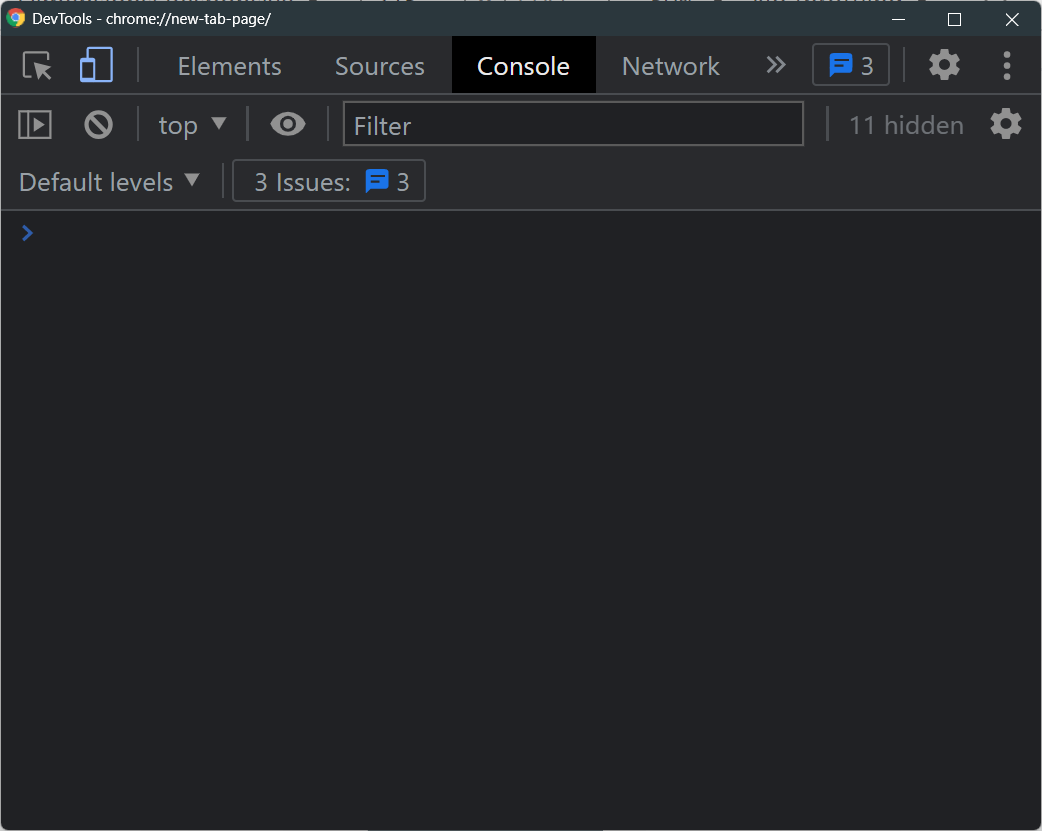 DevTools - chrome://new-tab-page/
Elements Sources Console Network 3
top Filter 11 hidden
Default levels 3 Issues: 3